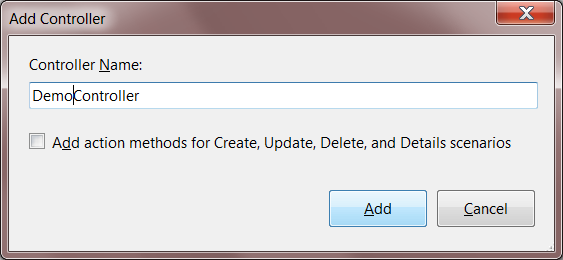 Add Controller
Controller Name:
DemoController
Add action methods for Create, Update, Delete, and Details scenarios
Add
Cancel